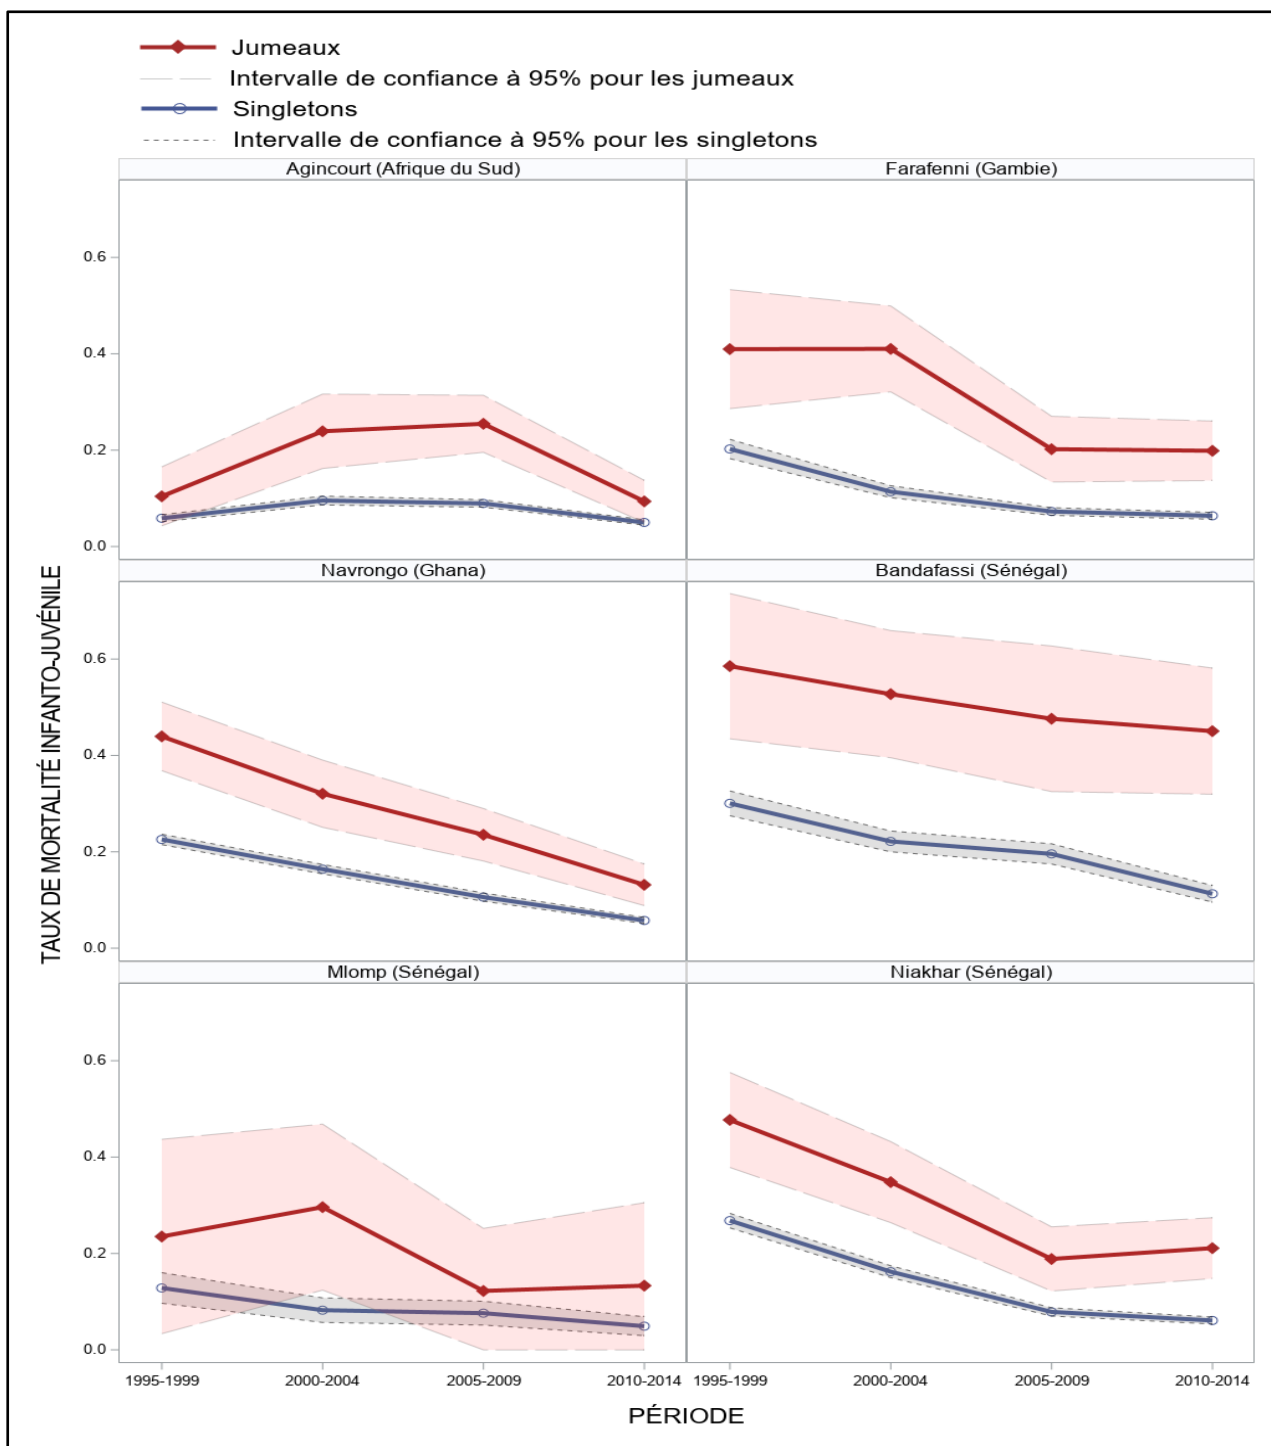 Jumeaux
Intervalle de confiance à 95% pour les jumeaux
Singletons
Intervalle de confiance à 95% pour les singletons
Agincourt (Afrique du Sud)
Farafenni (Gambie)
0.6
0.4
0.2
0.0
Navrongo (Ghana)
Bandafassi (Sénégal)
0.6
0.4
0.2
0.0
TAUX DE MORTALITÉ INFANTO-JUVÉNILE
Mlomp (Sénégal)
Niakhar (Sénégal)
0.6
0.4
0.2
0.0
1995-1999 2000-2004 2005-2009 2010-2014 1995-1999 2000-2004 2005-2009 2010-2014
PÉRIODE